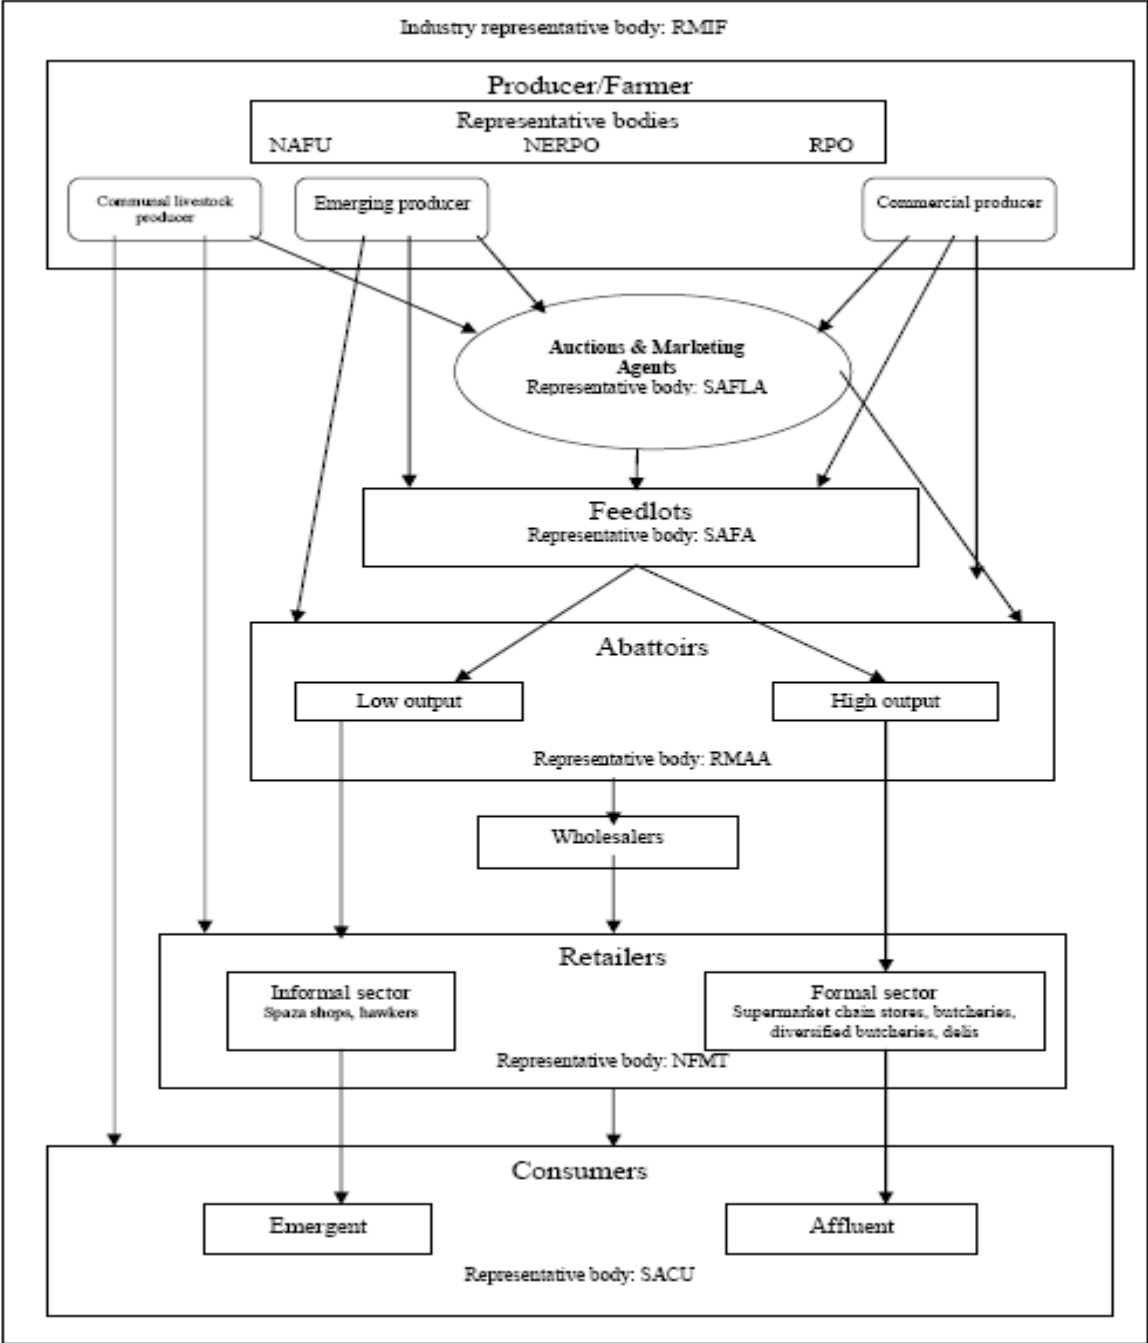 Industry representative body: RMIF
Producer/Farmer
Representative bodies
NAFU NERPO RPO
Communal livestock
producer
Emerging producer
Commercial producer
Auctions & Marketing
Agents
Representative body: SAFLA
Feedlots
Representative body: SAFA
Abattoirs
Low output
High output
Representative body: RMAA
Wholesalers
Retailers
Informal sector
Spaza shops, hawkers
Formal sector
Supermarket chain stores, butcheries,
diversified butcheries, delis
Representative body: NFMT
Consumers
Emergent
Affluent
Representative body: SACU